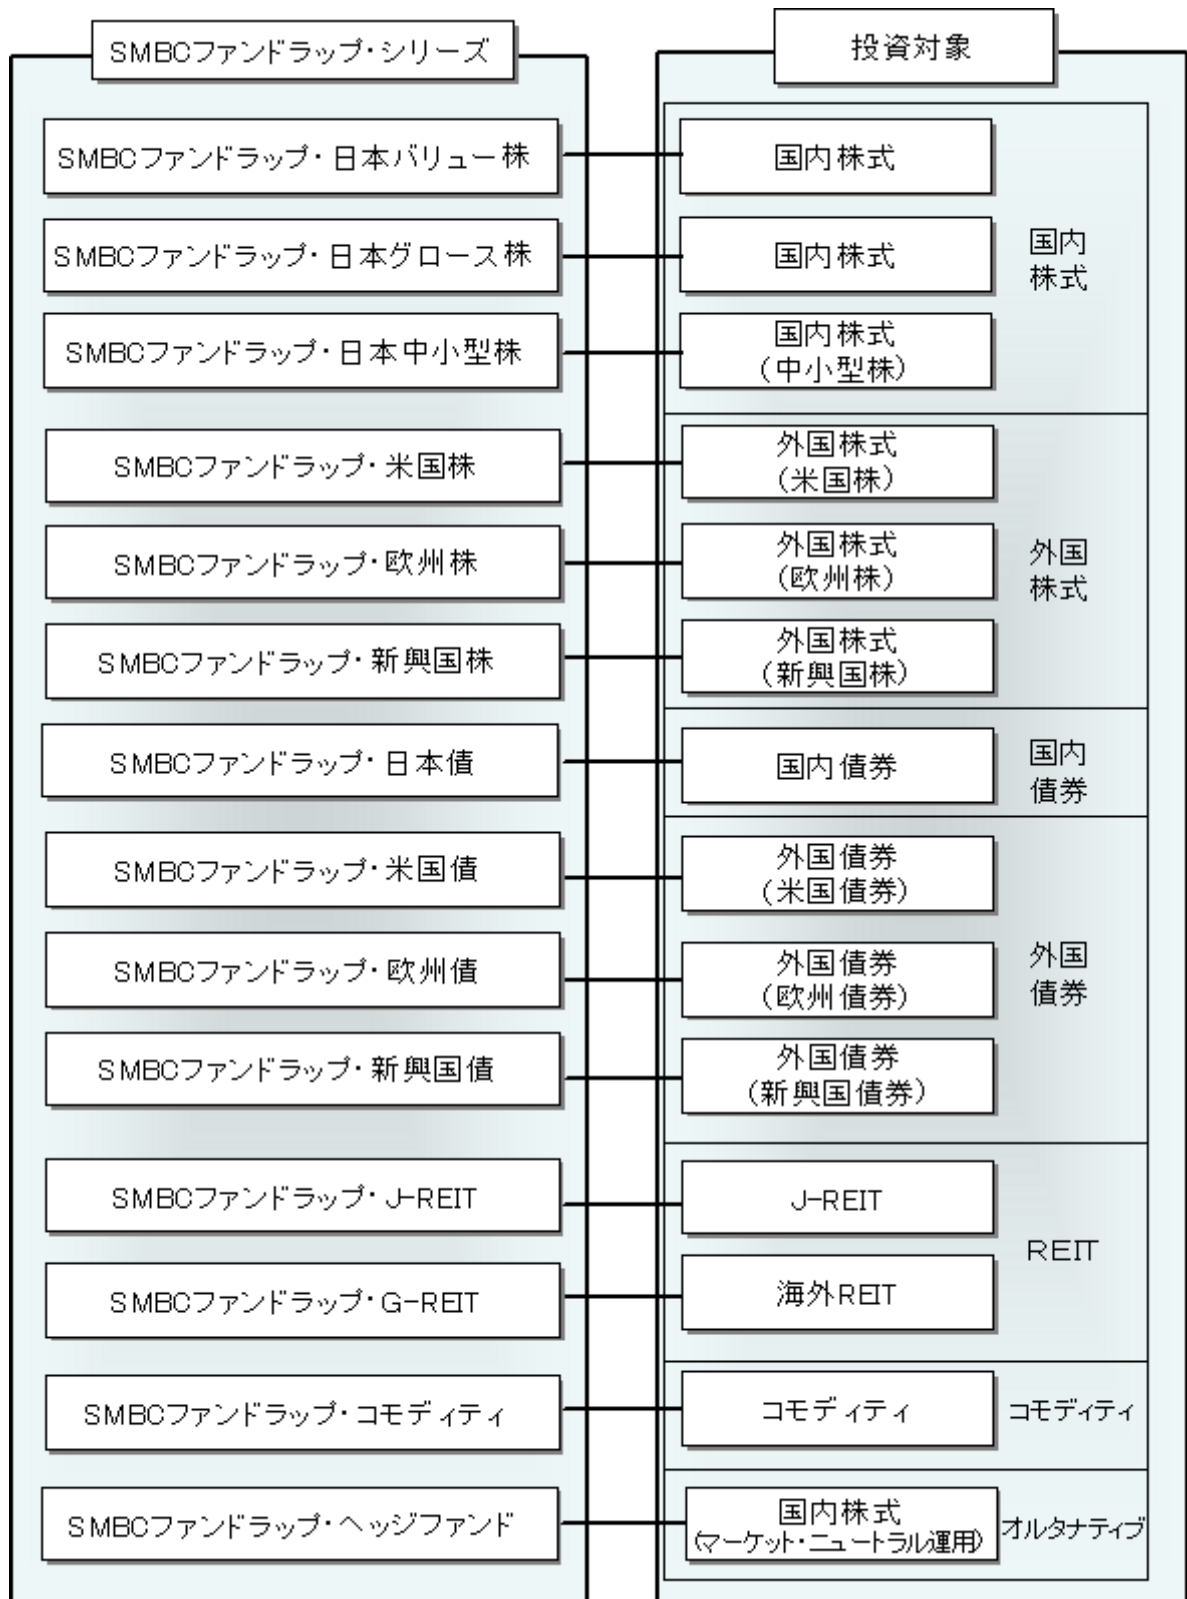 SMBCファンドラップ・シリーズ
投資対象
SMBCファンドラップ・日本バリュー株
国内株式
SMBCファンドラップ・日本グロース株
国内株式
国内
株式
SMBCファンドラップ・日本中小型株
国内株式
(中小型株)
SMBCファンドラップ・米国株
外国株式
(米国株)
SMBCファンドラップ・欧州株
外国株式
(欧州株)
外国
株式
SMBCファンドラップ・新興国株
外国株式
(新興国株)
SMBCファンドラップ・日本債
国内債券
国内
債券
SMBCファンドラップ・米国債
外国債券
(米国債券)
SMBCファンドラップ・欧州債
外国債券
(欧州債券)
外国
債券
SMBCファンドラップ・新興国債
外国債券
(新興国債券)
SMBCファンドラップ・J-REIT
J-REIT
REIT
SMBCファンドラップ・G-REIT
海外REIT
SMBCファンドラップ・コモディティ
コモディティ
コモディティ
SMBCファンドラップ・ヘッジファンド
国内株式
(マーケット・ニュートラル運用)
オルタナティブ